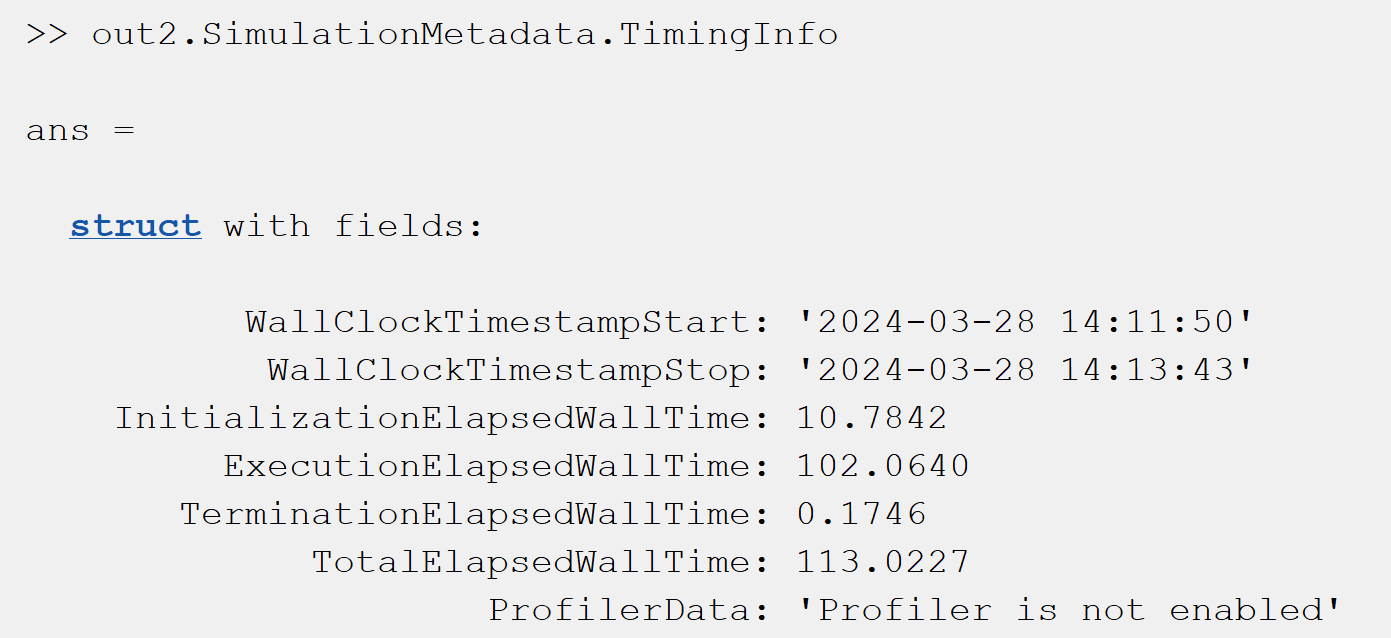 >> out2.SimulationMetadata.TimingInfo
ans =
struct with fields:
WallClockTimestampStart: '2024-03-28 14:11:50'
WallClockTimestampStop: '2024-03-28 14:13:43'
InitializationElapsedWallTime: 10.7842
ExecutionElapsedWallTime: 102.0640
TerminationElapsedWallTime: 0.1746
TotalElapsedWallTime: 113.0227
ProfilerData: 'Profiler is not enabled'